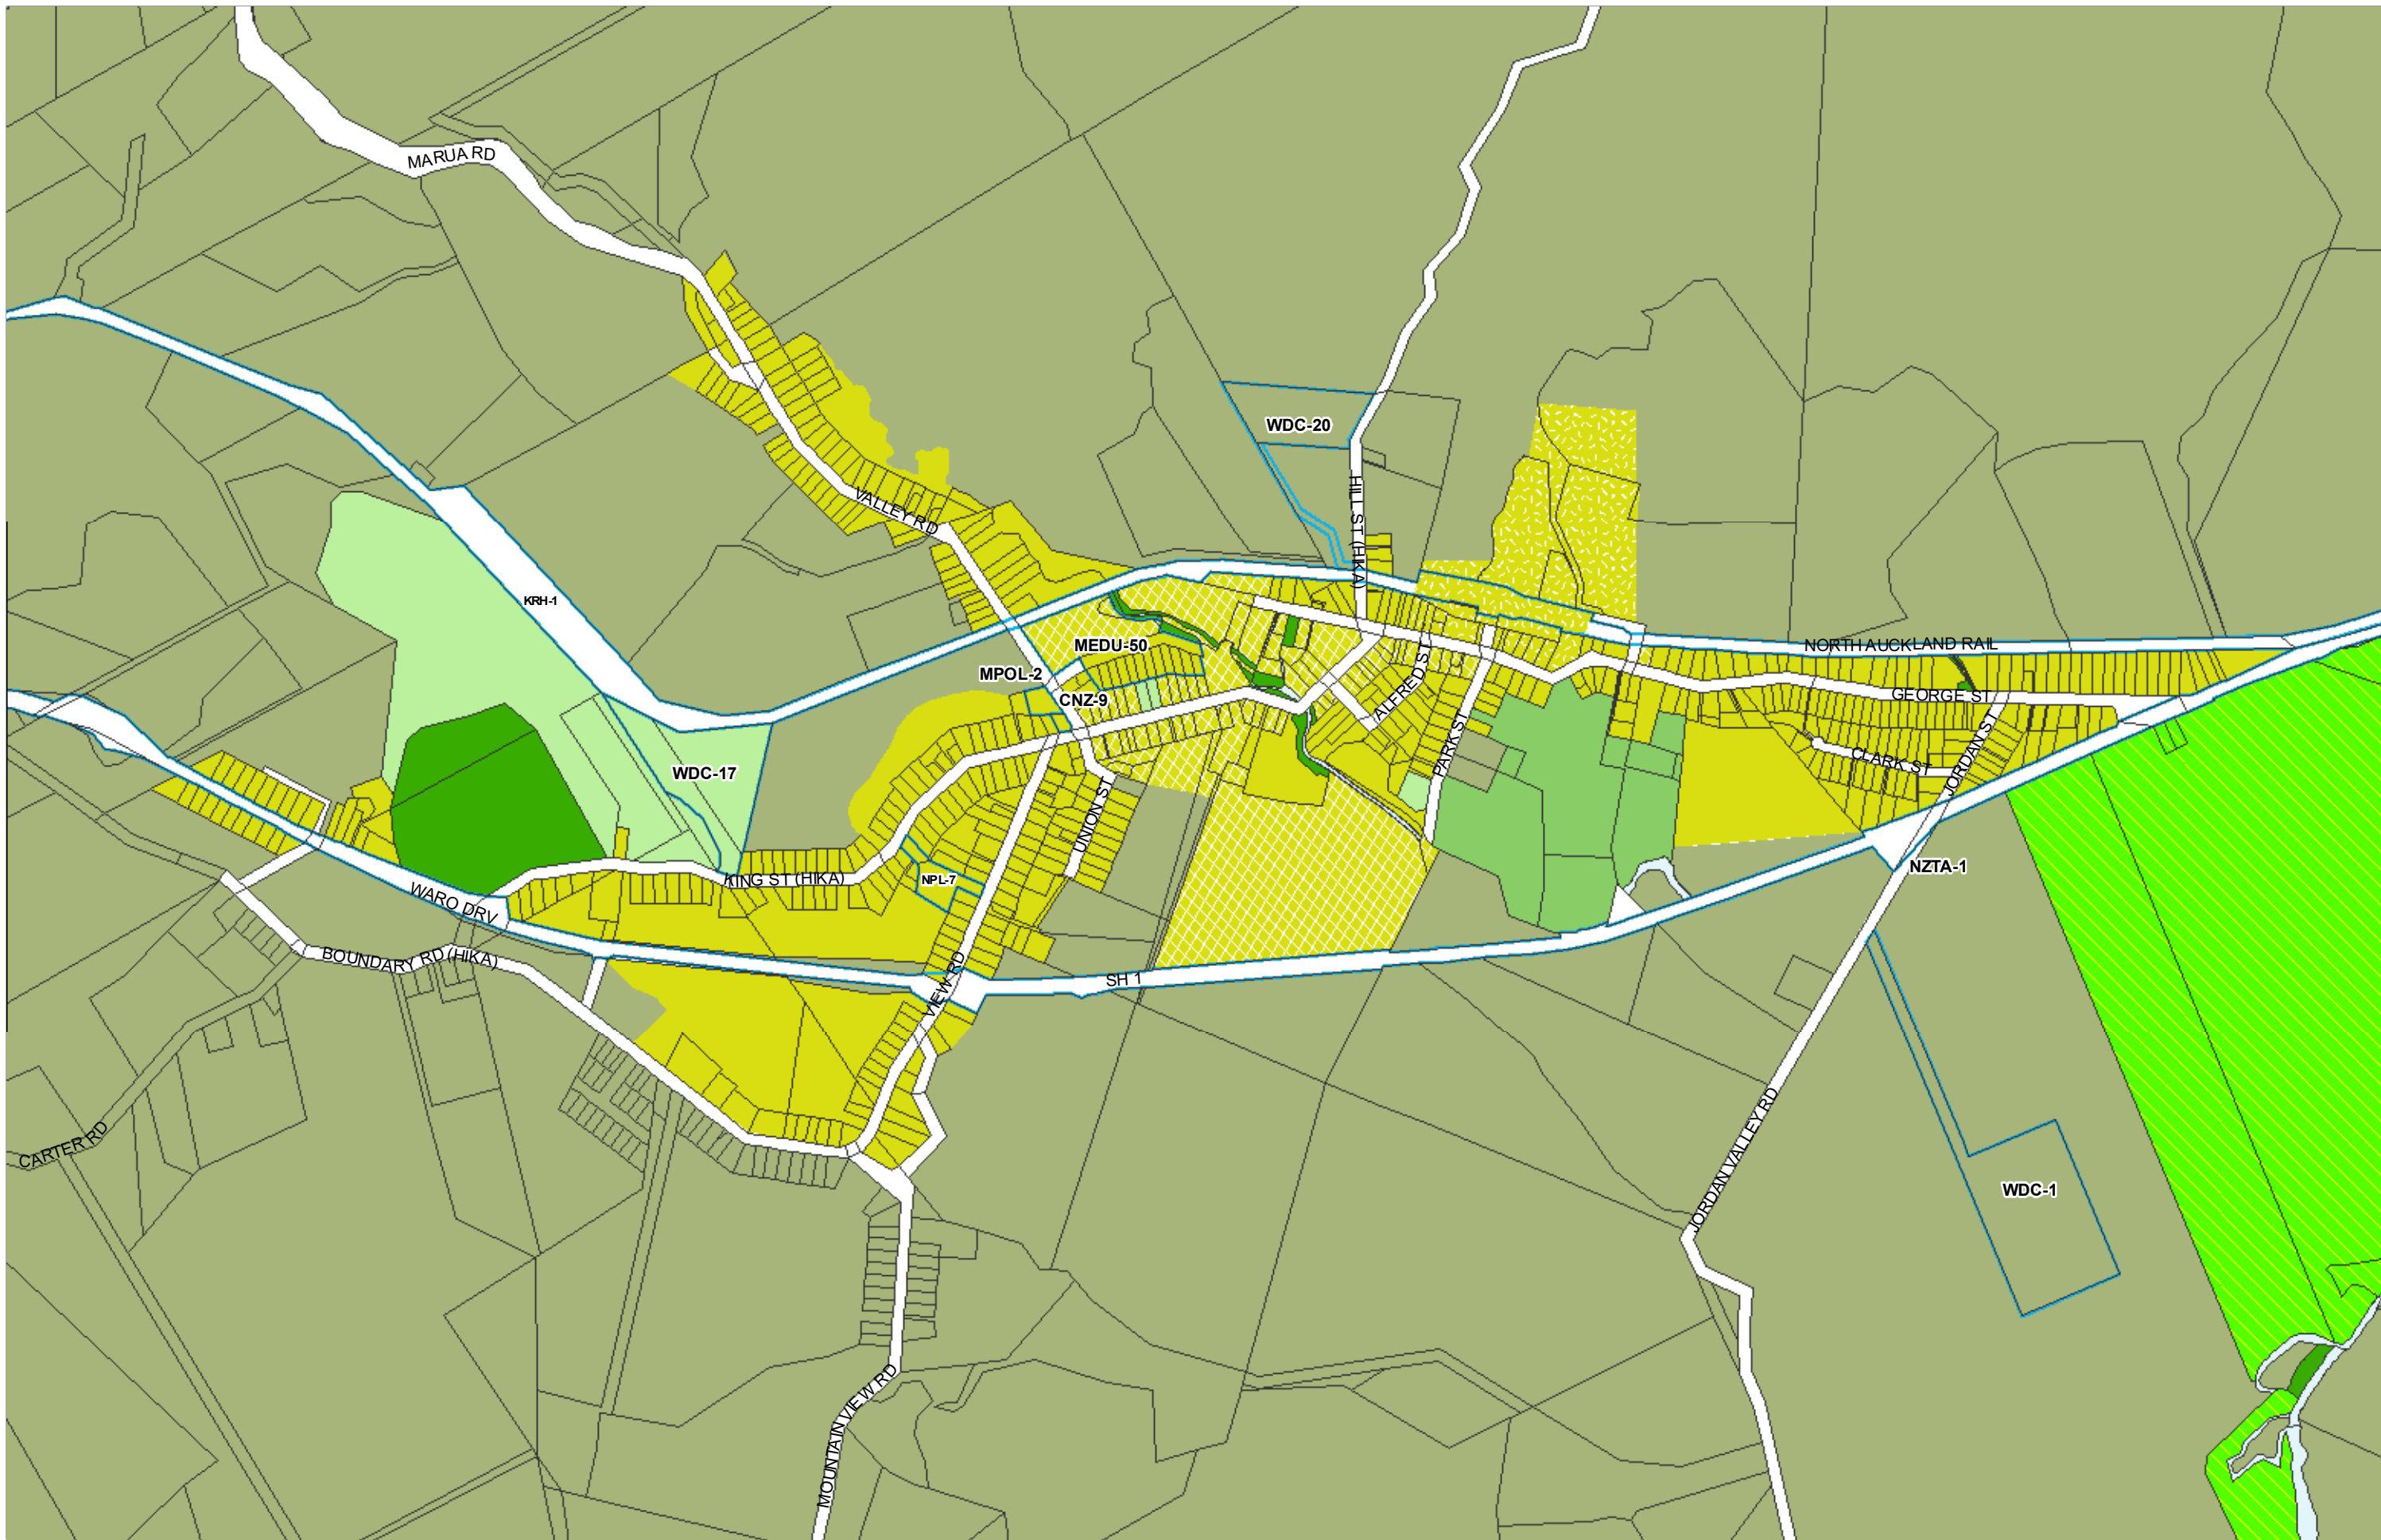 MARUA RD
WDC-20
VALLEY RD
HILL ST (HIKA)
KRH-1
MEDU-50
NORTH AUCKLAND RAIL
MPOL-2
ALFRED ST
CNZ-9
GEORGE ST
PARK ST
JORDAN ST
CLARK ST
WDC-17
UNION ST
KING ST (HIKA)
NPL-7
NZTA-1
WARO DRV
BOUNDARY RD (HIKA)
SH 1
VIEW RD
CARTER RD
JORDAN VALLEY RD
WDC-1
MOUNTAIN VIEW RD